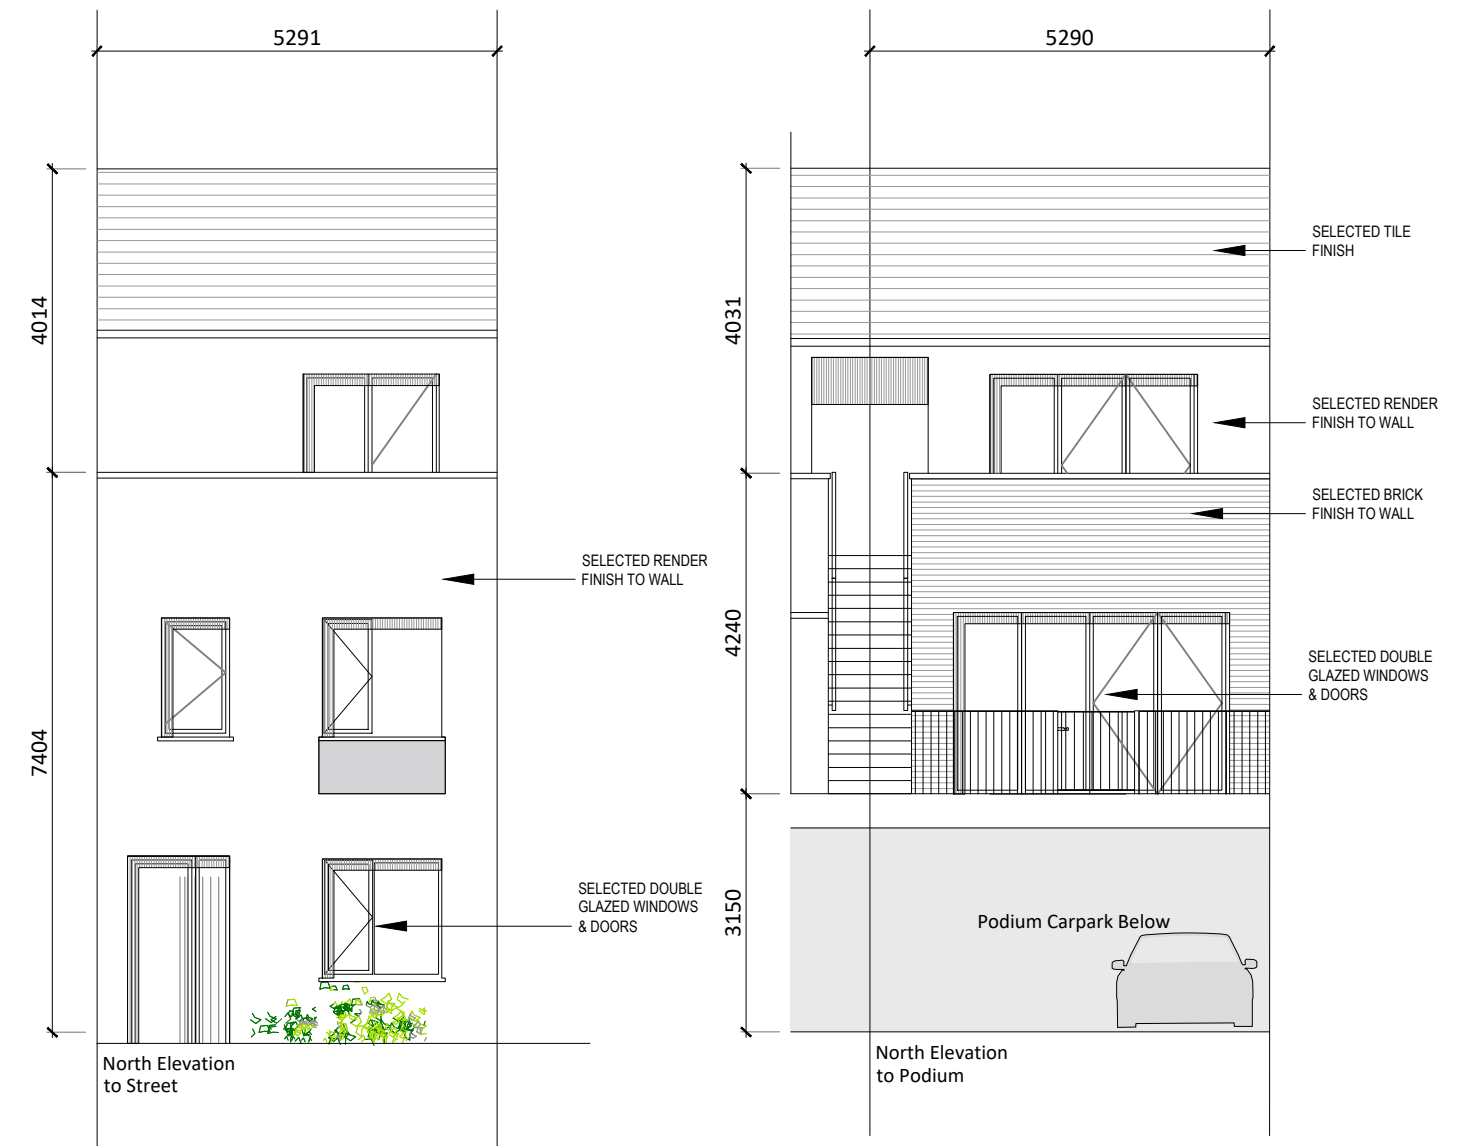 5291
5290
4014
7404
SELECTED RENDER
FINISH TO WALL
SELECTED DOUBLE
GLAZED WINDOWS
& DOORS
North Elevation
to Street
4031
4240
3150
SELECTED TILE
FINISH
SELECTED RENDER
FINISH TO WALL
SELECTED BRICK
FINISH TO WALL
SELECTED DOUBLE
GLAZED WINDOWS
& DOORS
Podium Carpark Below
North Elevation
to Podium